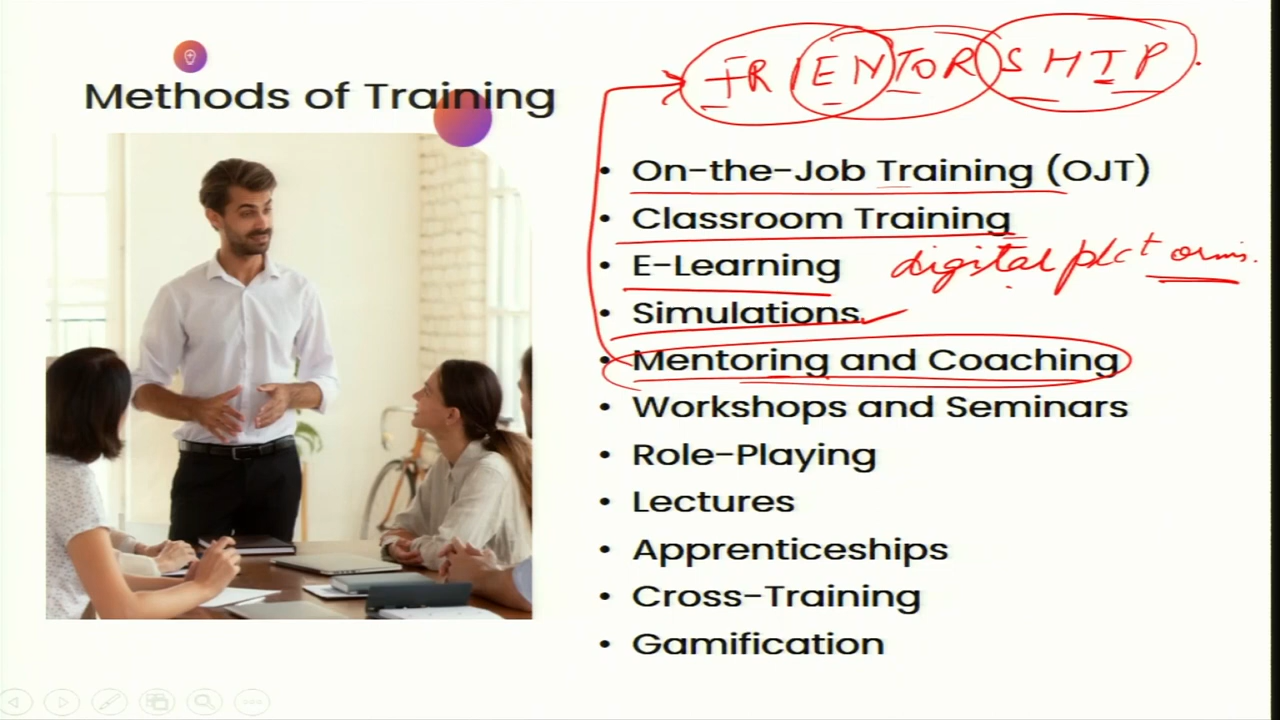 FRIENTORSHIP.
Methods of Training
• On-the-Job Training (OJT)
• Classroom Training
• E-Learning digital platforms.
• Simulations
• Mentoring and Coaching
• Workshops and Seminars
• Role-Playing
• Lectures
• Apprenticeships
• Cross-Training
• Gamification